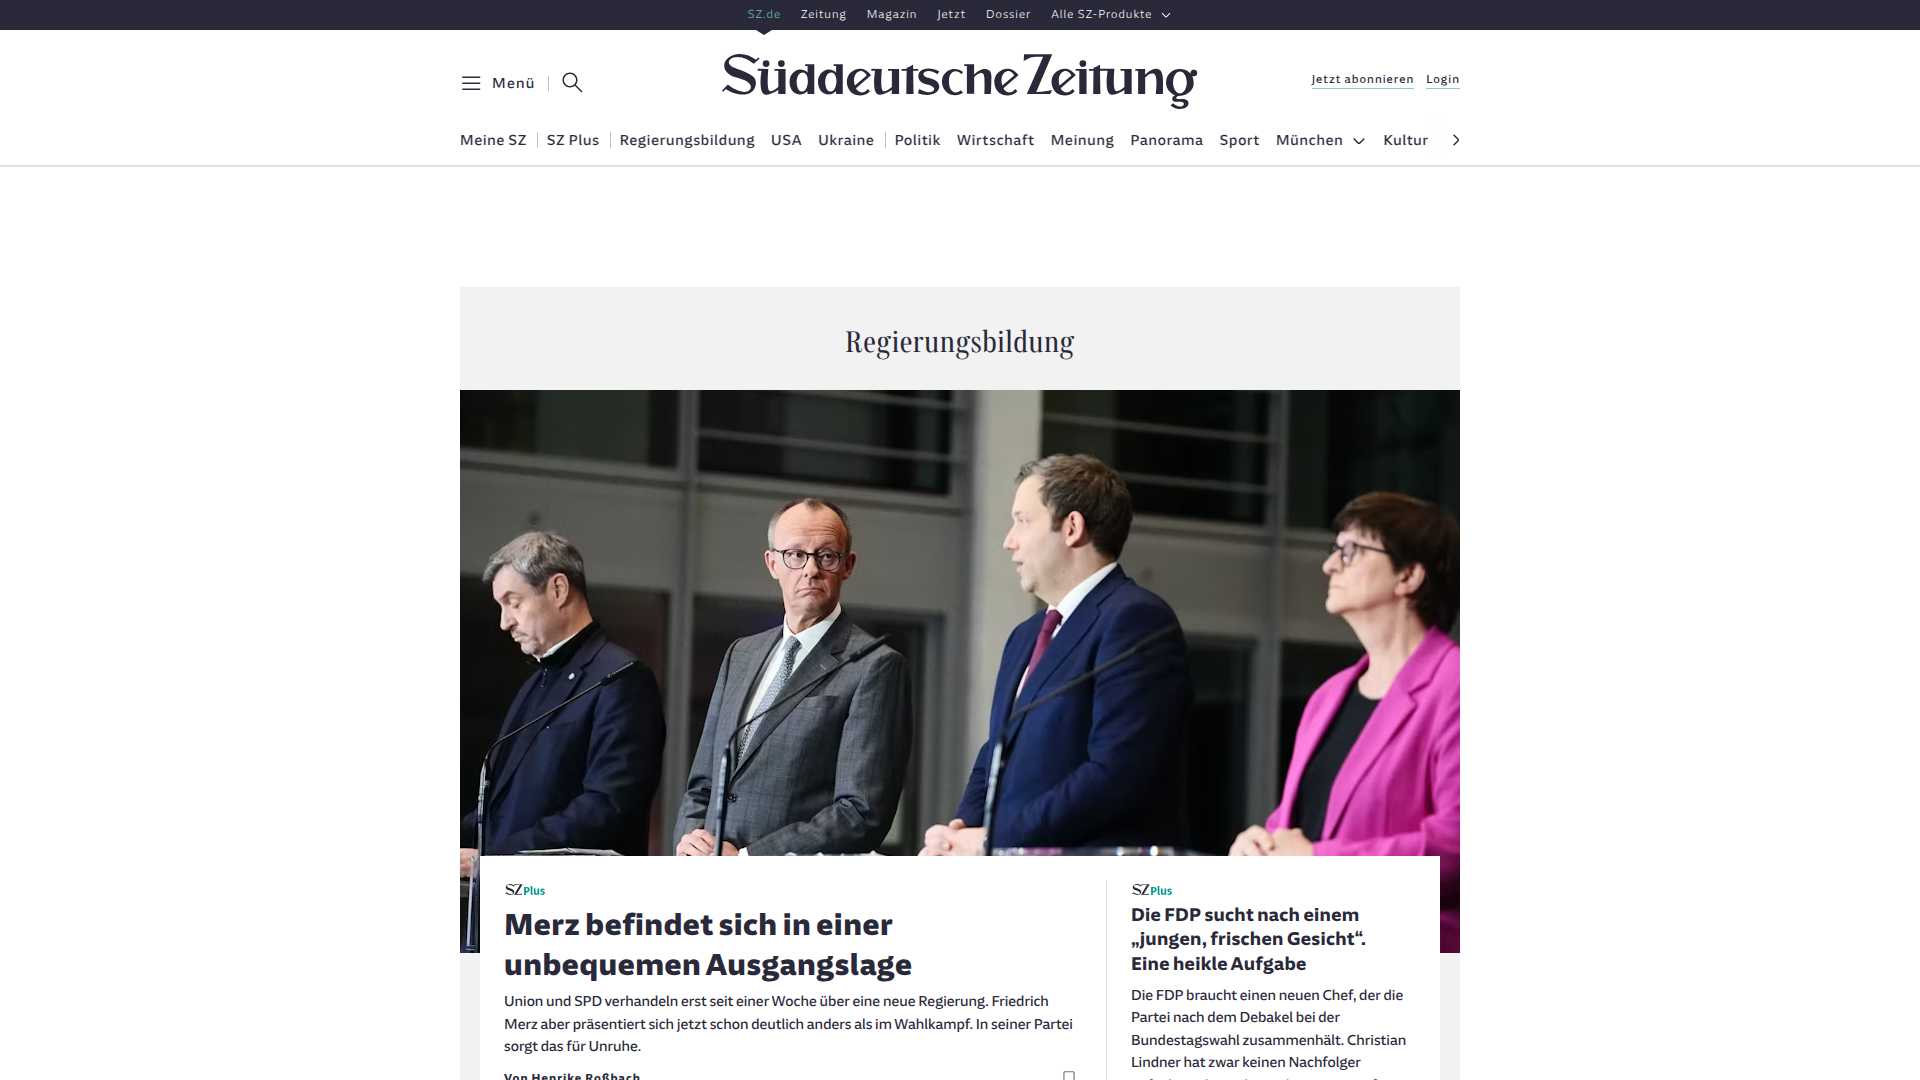 SZ.de Zeitung Magazin Jetzt Dossier Alle SZ-Produkte
Menü
Süddeutsche Zeitung
Jetzt abonnieren Login
Meine SZ SZ Plus Regierungsbildung USA Ukraine Politik Wirtschaft Meinung Panorama Sport München Kultur
Regierungsbildung
SZ Plus
Merz befindet sich in einer
unbequemen Ausgangslage
Union und SPD verhandeln erst seit einer Woche über eine neue Regierung. Friedrich
Merz aber präsentiert sich jetzt schon deutlich anders als im Wahlkampf. In seiner Partei
sorgt das für Unruhe.
Von Henrike Roßbach
SZ Plus
Die FDP sucht nach einem
„jungen, frischen Gesicht“.
Eine heikle Aufgabe
Die FDP braucht einen neuen Chef, der die
Partei nach dem Debakel bei der
Bundestagswahl zusammenhält. Christian
Lindner hat zwar keinen Nachfolger